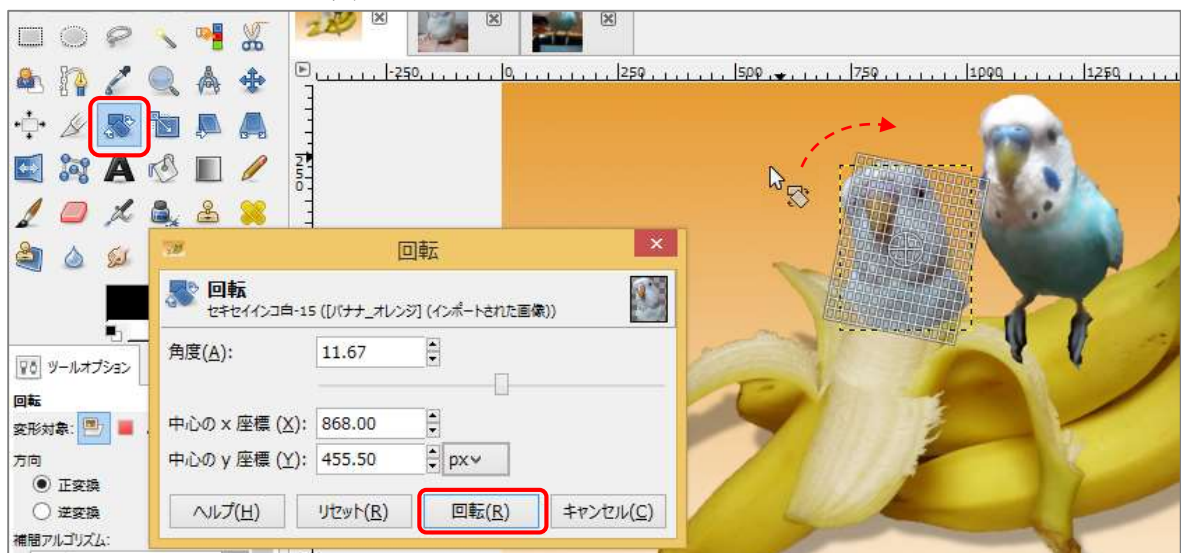 -250
0
250
500
750
1000
1250
250
回転
回転
セキセイインコ白-15 ([バナナ_オレンジ] (インポートされた画像))
角度(A):
11.67
中心の x 座標 (X):
868.00
中心の y 座標 (Y):
455.50
px
ヘルプ(H)
リセット(R)
回転(R)
キャンセル(C)
ツールオプション
回転
変形対象:
方向
正変換
逆変換
補間アルゴリズム: